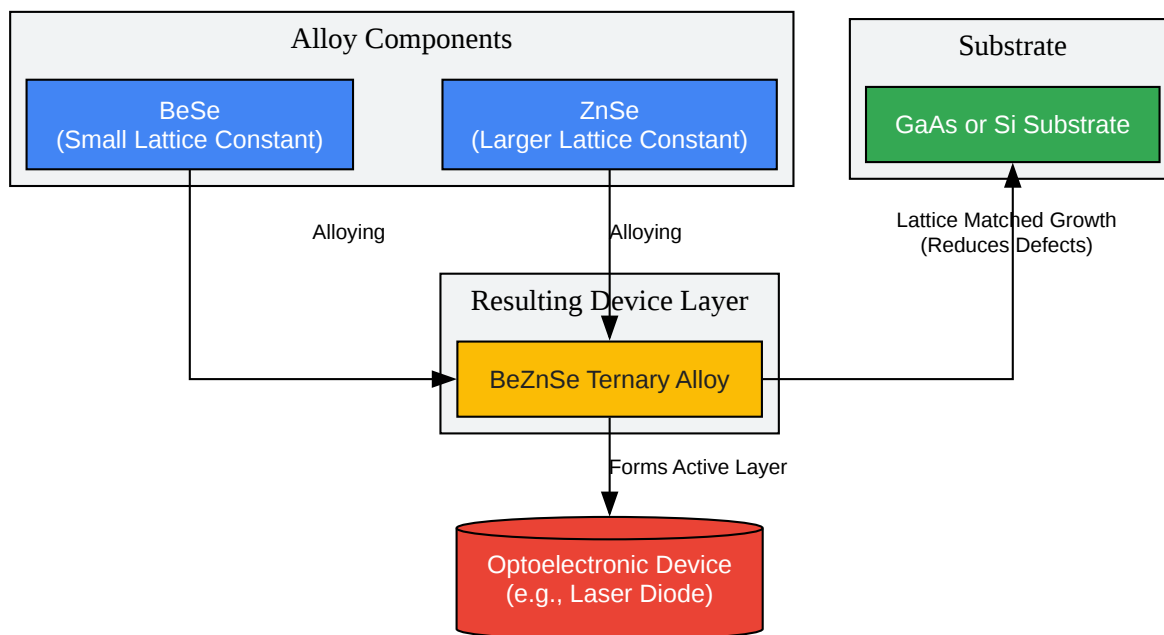 Alloy Components
BeSe
(Small Lattice Constant)
ZnSe
(Larger Lattice Constant)
Substrate
GaAs or Si Substrate
Alloying
Alloying
Lattice Matched Growth
(Reduces Defects)
Resulting Device Layer
BeZnSe Ternary Alloy
Forms Active Layer
Optoelectronic Device
(e.g., Laser Diode)